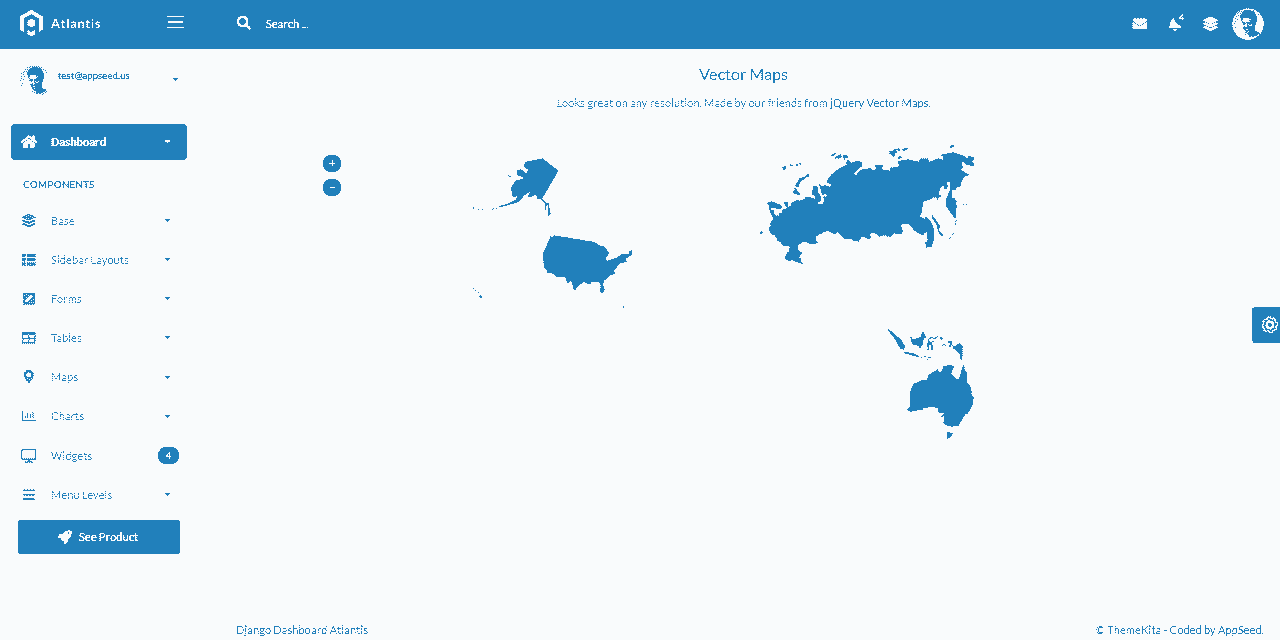 Atlantis
Search ...
4
test@appseed.us
Vector Maps
Looks great on any resolution. Made by our friends from jQuery Vector Maps.
Dashboard
+
−
COMPONENTS
Base
Sidebar Layouts
Forms
Tables
Maps
Charts
Widgets 4
Menu Levels
See Product
Django Dashboard Atlantis
© ThemeKita - Coded by AppSeed.